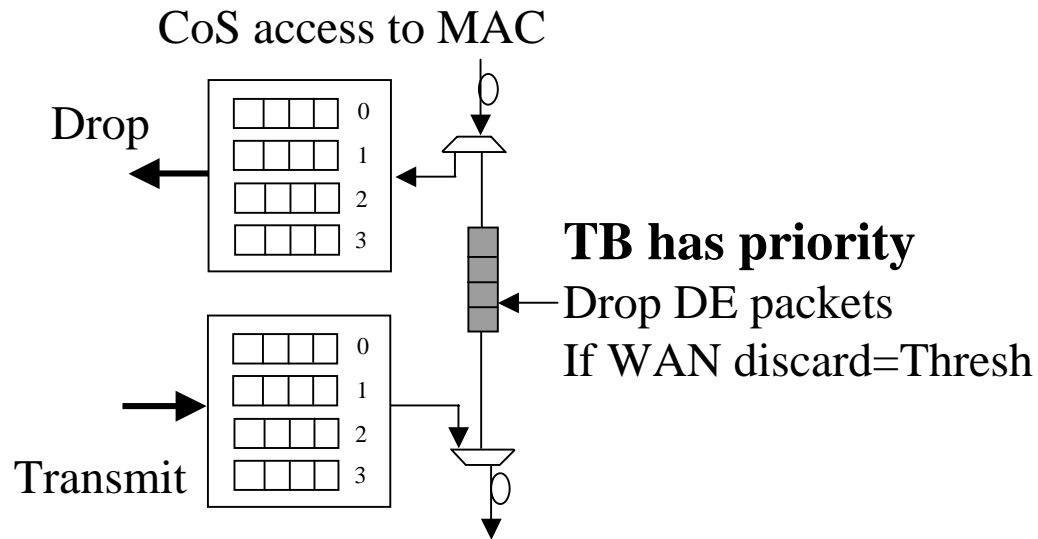 CoS access to MAC
Drop
0
1
2
3
TB has priority
Drop DE packets
If WAN discard=Thresh
0
1
2
3
Transmit